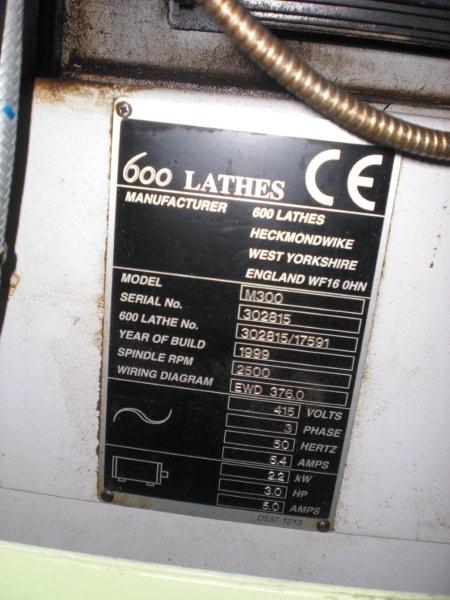 600 LATHES CE
MANUFACTURER 600 LATHES
HECKMONDWIKE
WEST YORKSHIRE
ENGLAND WF16 0HN
MODEL M300
SERIAL No. 302815
600 LATHE No. 302815/17591
YEAR OF BUILD 1999
SPINDLE RPM 2500
WIRING DIAGRAM EWD 376.0
415 VOLTS
3 PHASE
50 HERTZ
5.4 AMPS
2.2 kW
3.0 HP
5.0 AMPS
D537-1213